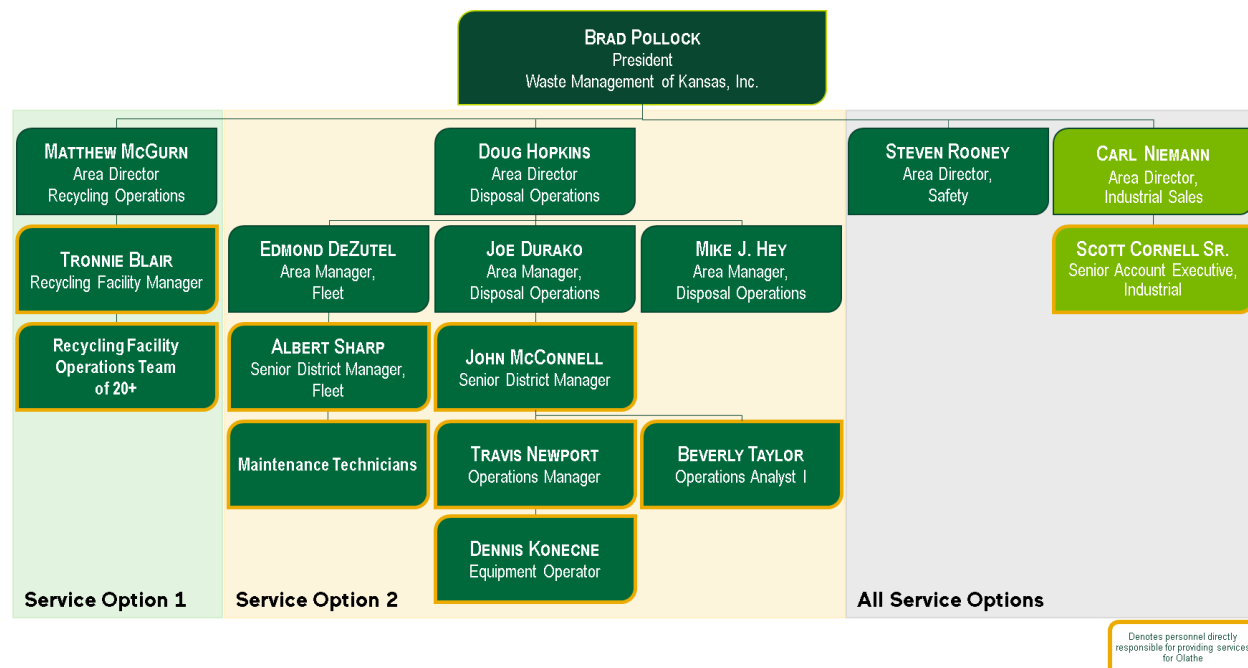 BRAD POLLOCK
President
Waste Management of Kansas, Inc.
MATTHEW MCGURN
Area Director
Recycling Operations
DOUG HOPKINS
Area Director
Disposal Operations
STEVEN ROONEY
Area Director,
Safety
CARL NIEMANN
Area Director,
Industrial Sales
TRONNIE BLAIR
Recycling Facility Manager
EDMOND DEZUTEL
Area Manager,
Fleet
JOE DURAKO
Area Manager,
Disposal Operations
MIKE J. HEY
Area Manager,
Disposal Operations
SCOTT CORNELL SR.
Senior Account Executive,
Industrial
Recycling Facility
Operations Team
of 20+
ALBERT SHARP
Senior District Manager,
Fleet
JOHN MCCONNELL
Senior District Manager
Maintenance Technicians
TRAVIS NEWPORT
Operations Manager
BEVERLY TAYLOR
Operations Analyst I
DENNIS KONECNE
Equipment Operator
Service Option 1
Service Option 2
All Service Options
Denotes personnel directly
responsible for providing services
for Olathe